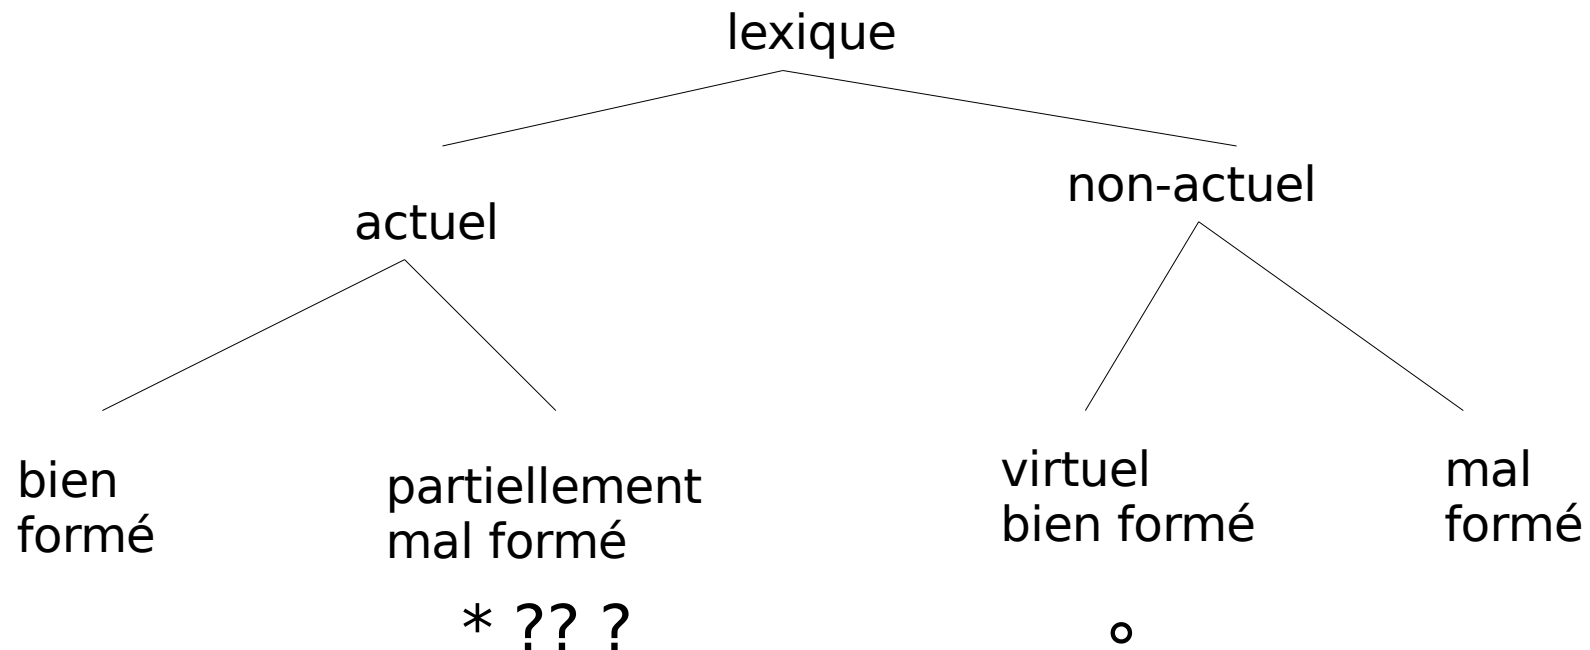 lexique
actuel
non-actuel
bien
formé
partiellement
mal formé
* ?? ?
virtuel
bien formé
°
mal
formé